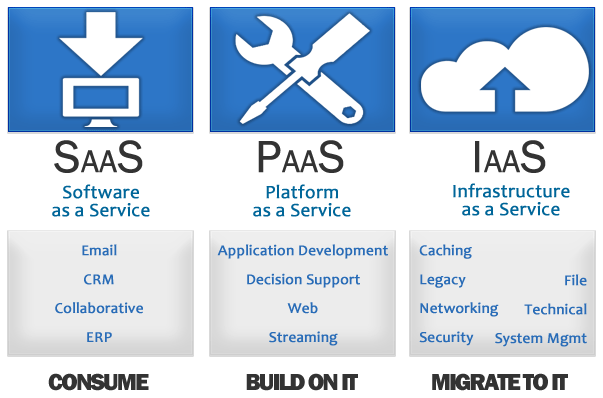 SAAS
Software
as a Service
Email
CRM
Collaborative
ERP
CONSUME
PAAS
Platform
as a Service
Application Development
Decision Support
Web
Streaming
BUILD ON IT
IAAS
Infrastructure
as a Service
Caching
Legacy File
Networking Technical
Security System Mgmt
MIGRATE TO IT